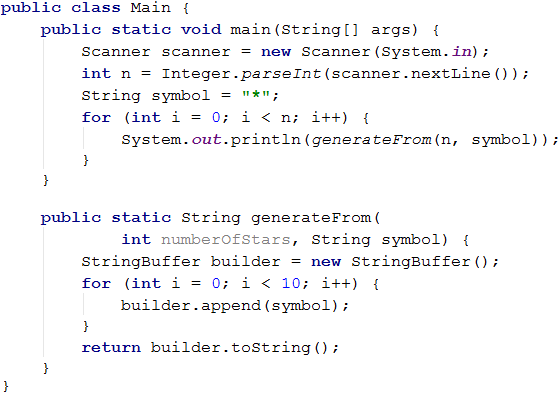 public class Main {
    public static void main(String[] args) {
        Scanner scanner = new Scanner(System.in);
        int n = Integer.parseInt(scanner.nextLine());
        String symbol = "*";
        for (int i = 0; i < n; i++) {
            System.out.println(generateFrom(n, symbol));
        }
    }

    public static String generateFrom(
            int numberOfStars, String symbol) {
        StringBuffer builder = new StringBuffer();
        for (int i = 0; i < 10; i++) {
            builder.append(symbol);
        }
        return builder.toString();
    }
}